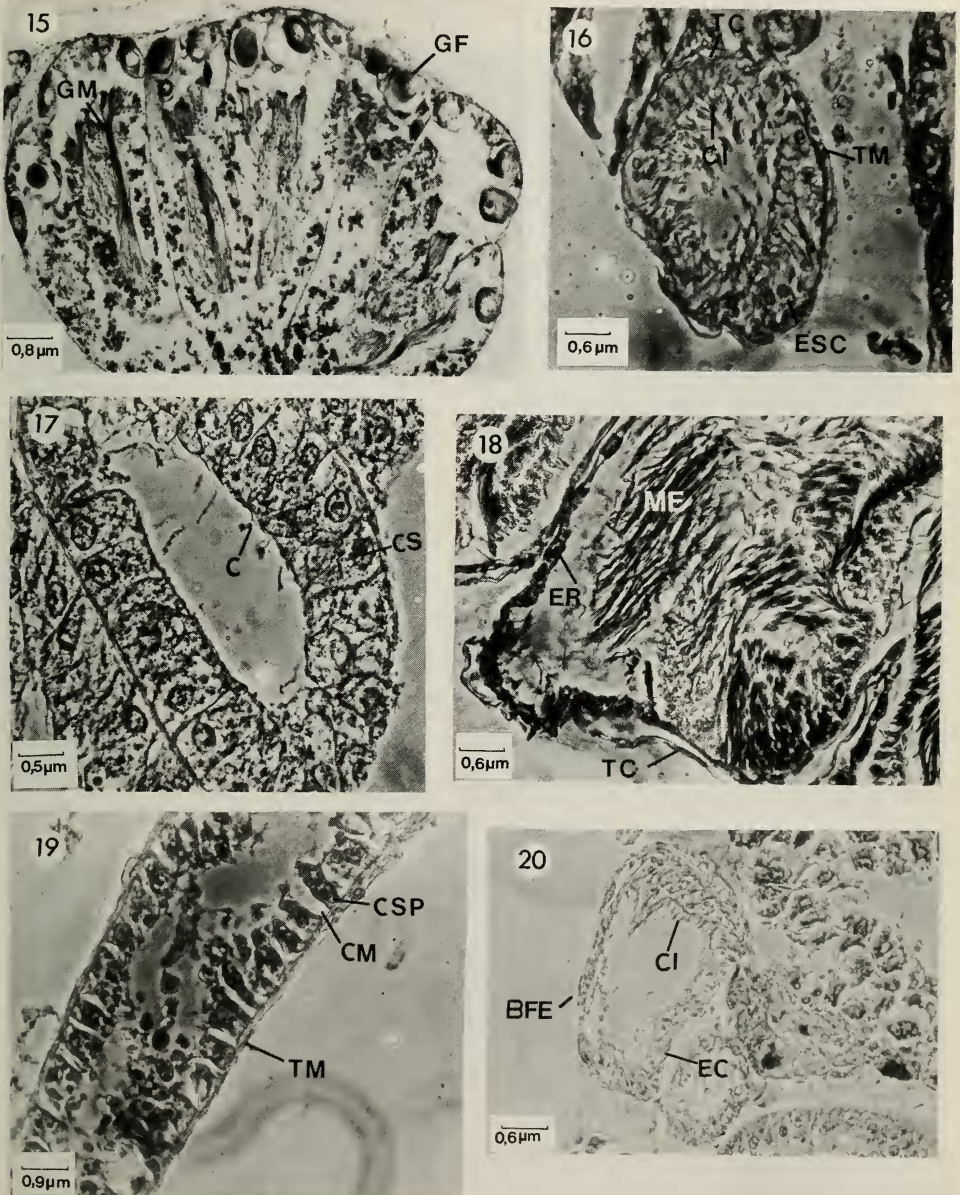 15
GF
GM
0,8µm
16
TC
CI
TM
ESC
0,6µm
17
C
CS
0,5µm
18
ME
ER
TC
0,6µm
19
CSP
CM
TM
0,9µm
20
CI
BFE
EC
0,6µm